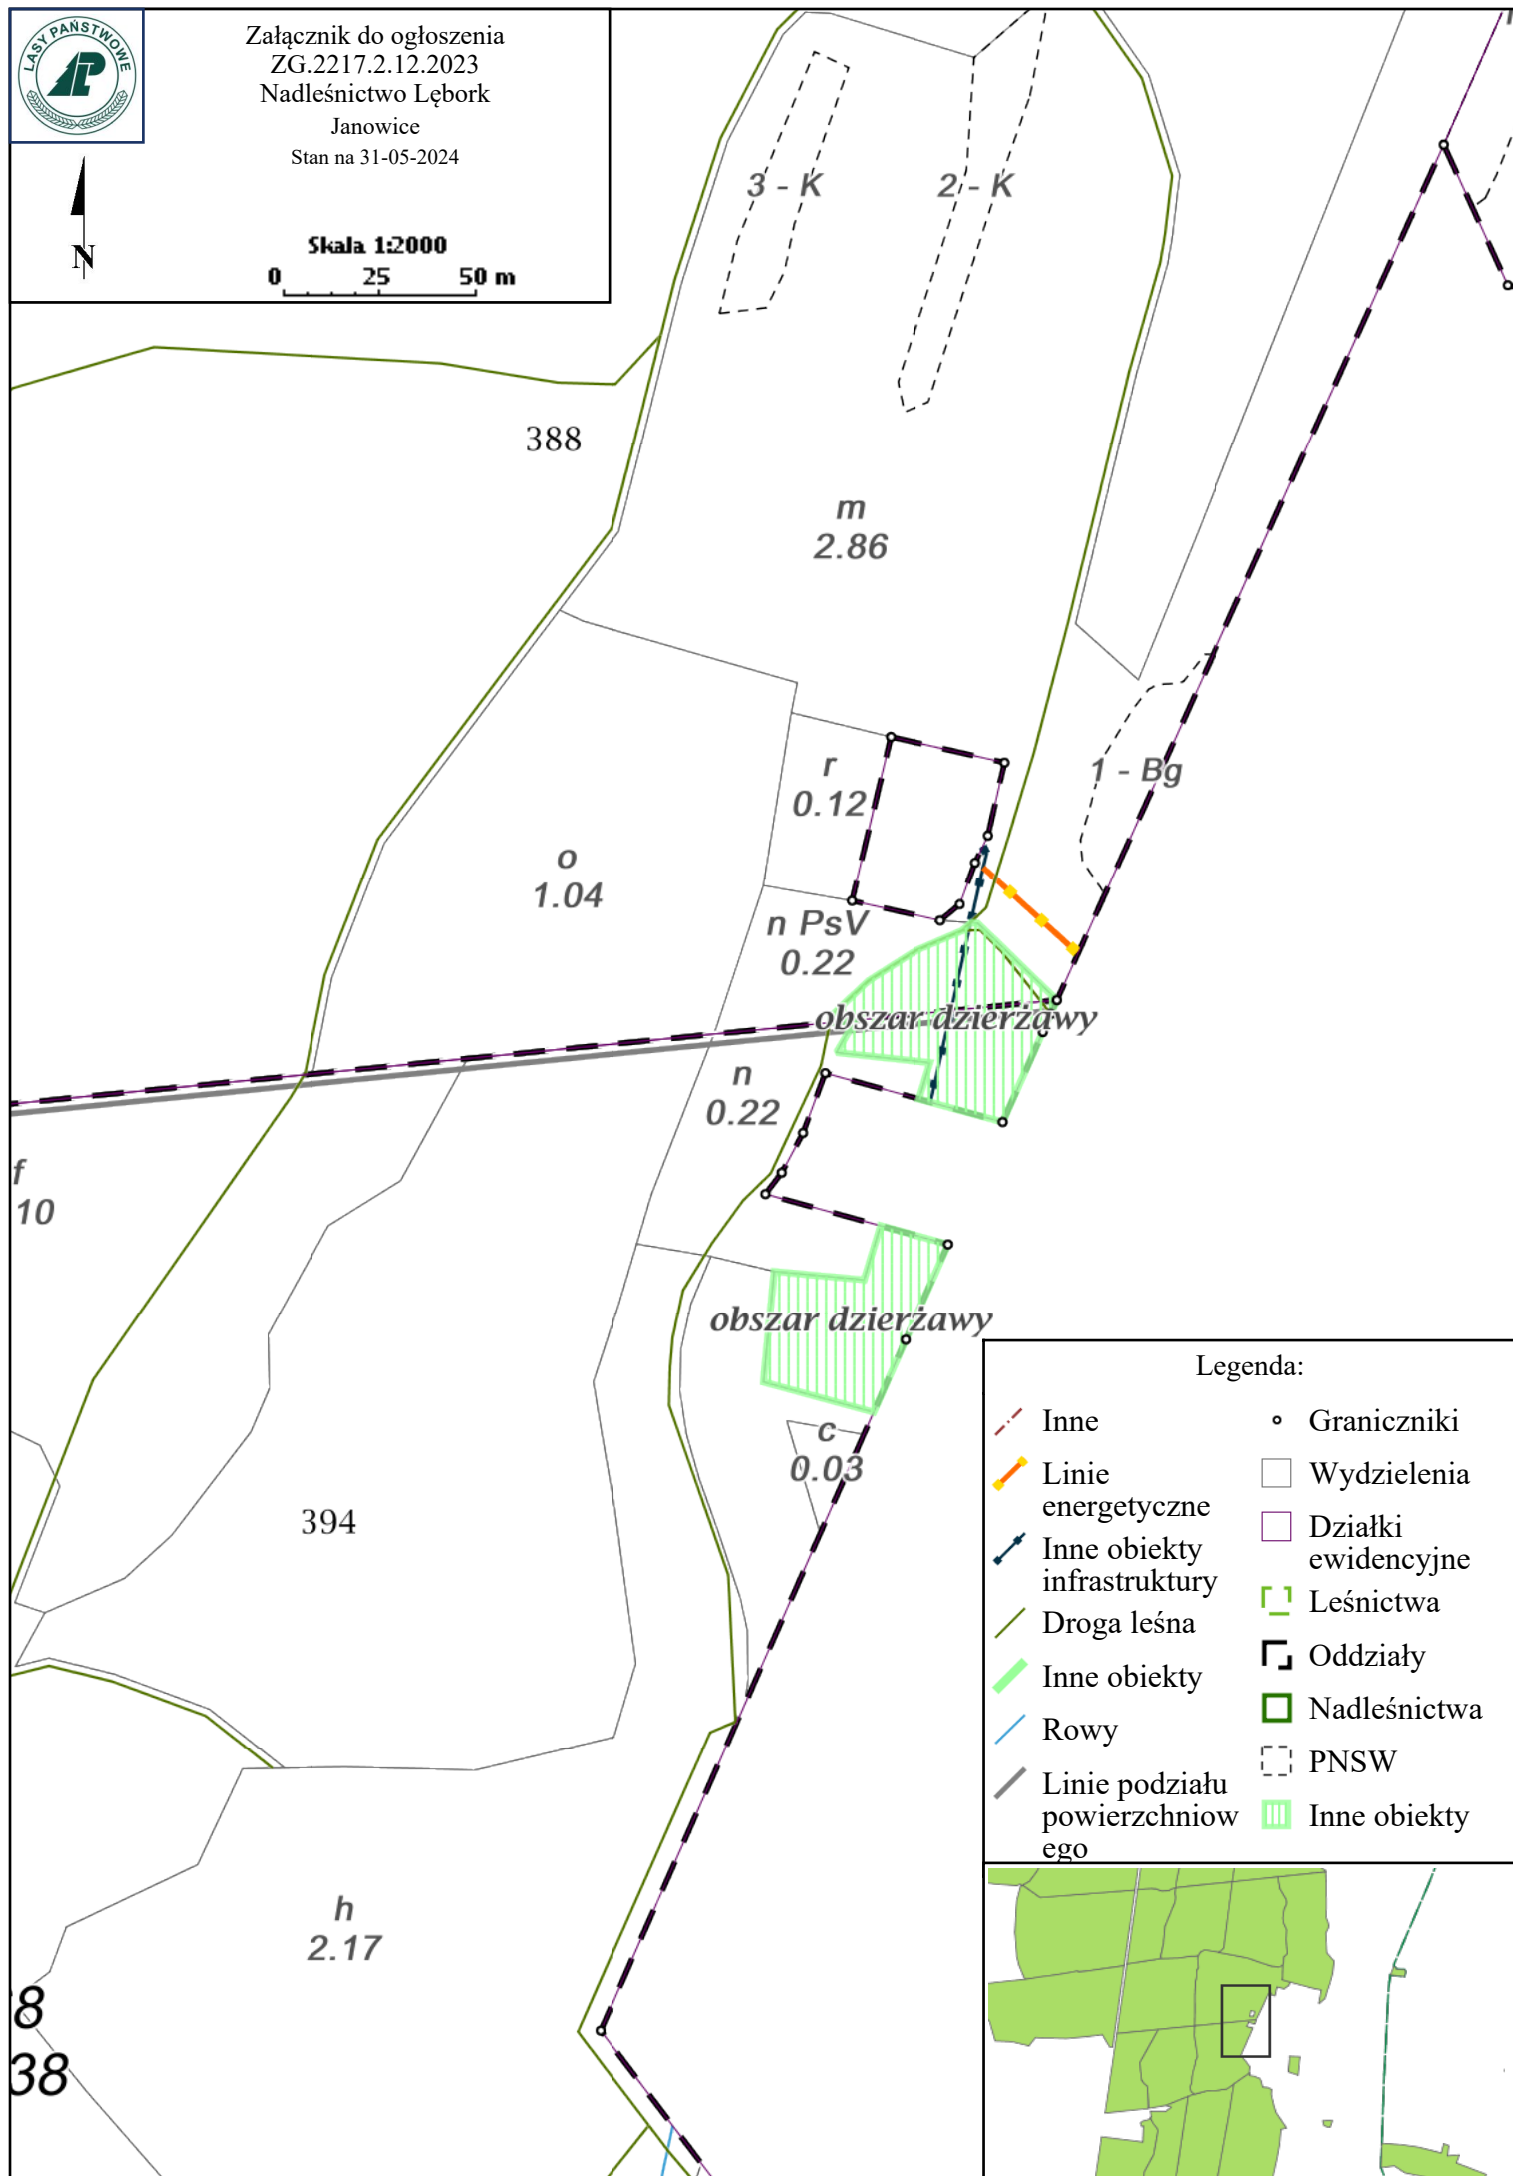 LASY PAŃSTWOWE
Załącznik do ogłoszenia
ZG.2217.2.12.2023
Nadleśnictwo Lębork
Janowice
Stan na 31-05-2024
N
Skala 1:2000
0 25 50 m
3 - K
2 - K
388
m
2.86
r
0.12
1 - Bg
o
1.04
n PsV
0.22
obszar dzierżawy
n
0.22
f
10
obszar dzierżawy
c
0.03
394
h
2.17
8
38
Legenda:
Inne
Linie
energetyczne
Inne obiekty
infrastruktury
Droga leśna
Inne obiekty
Rowy
Linie podziału
powierzchniow
ego
Graniczniki
Wydzielenia
Działki
ewidencyjne
Leśnictwa
Oddziały
Nadleśnictwa
PNSW
Inne obiekty